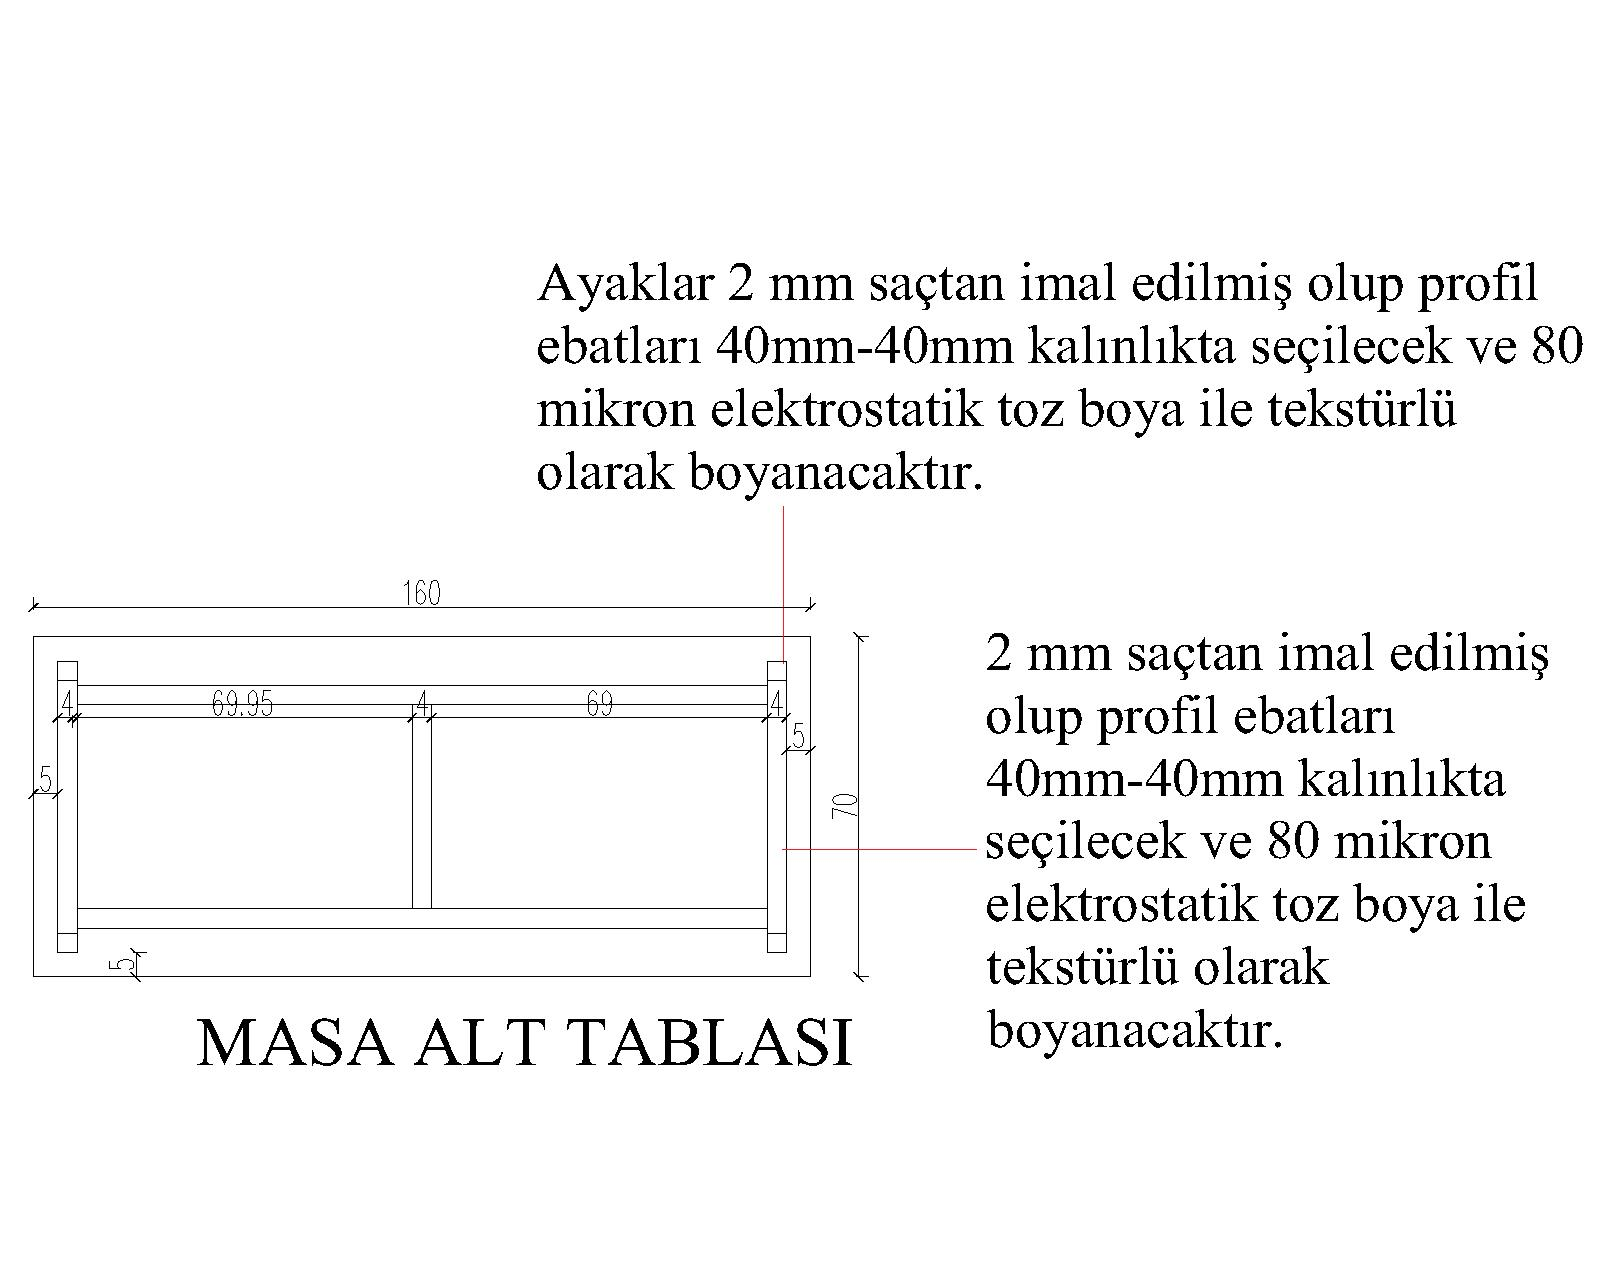 Ayaklar 2 mm saçtan imal edilmiş olup profil
ebatları 40mm-40mm kalınlıkta seçilecek ve 80
mikron elektrostatik toz boya ile tekstürlü
olarak boyanacaktır.
160
4
69.95
4
69
4
5
5
70
5
2 mm saçtan imal edilmiş
olup profil ebatları
40mm-40mm kalınlıkta
seçilecek ve 80 mikron
elektrostatik toz boya ile
tekstürlü olarak
boyanacaktır.
MASA ALT TABLASI